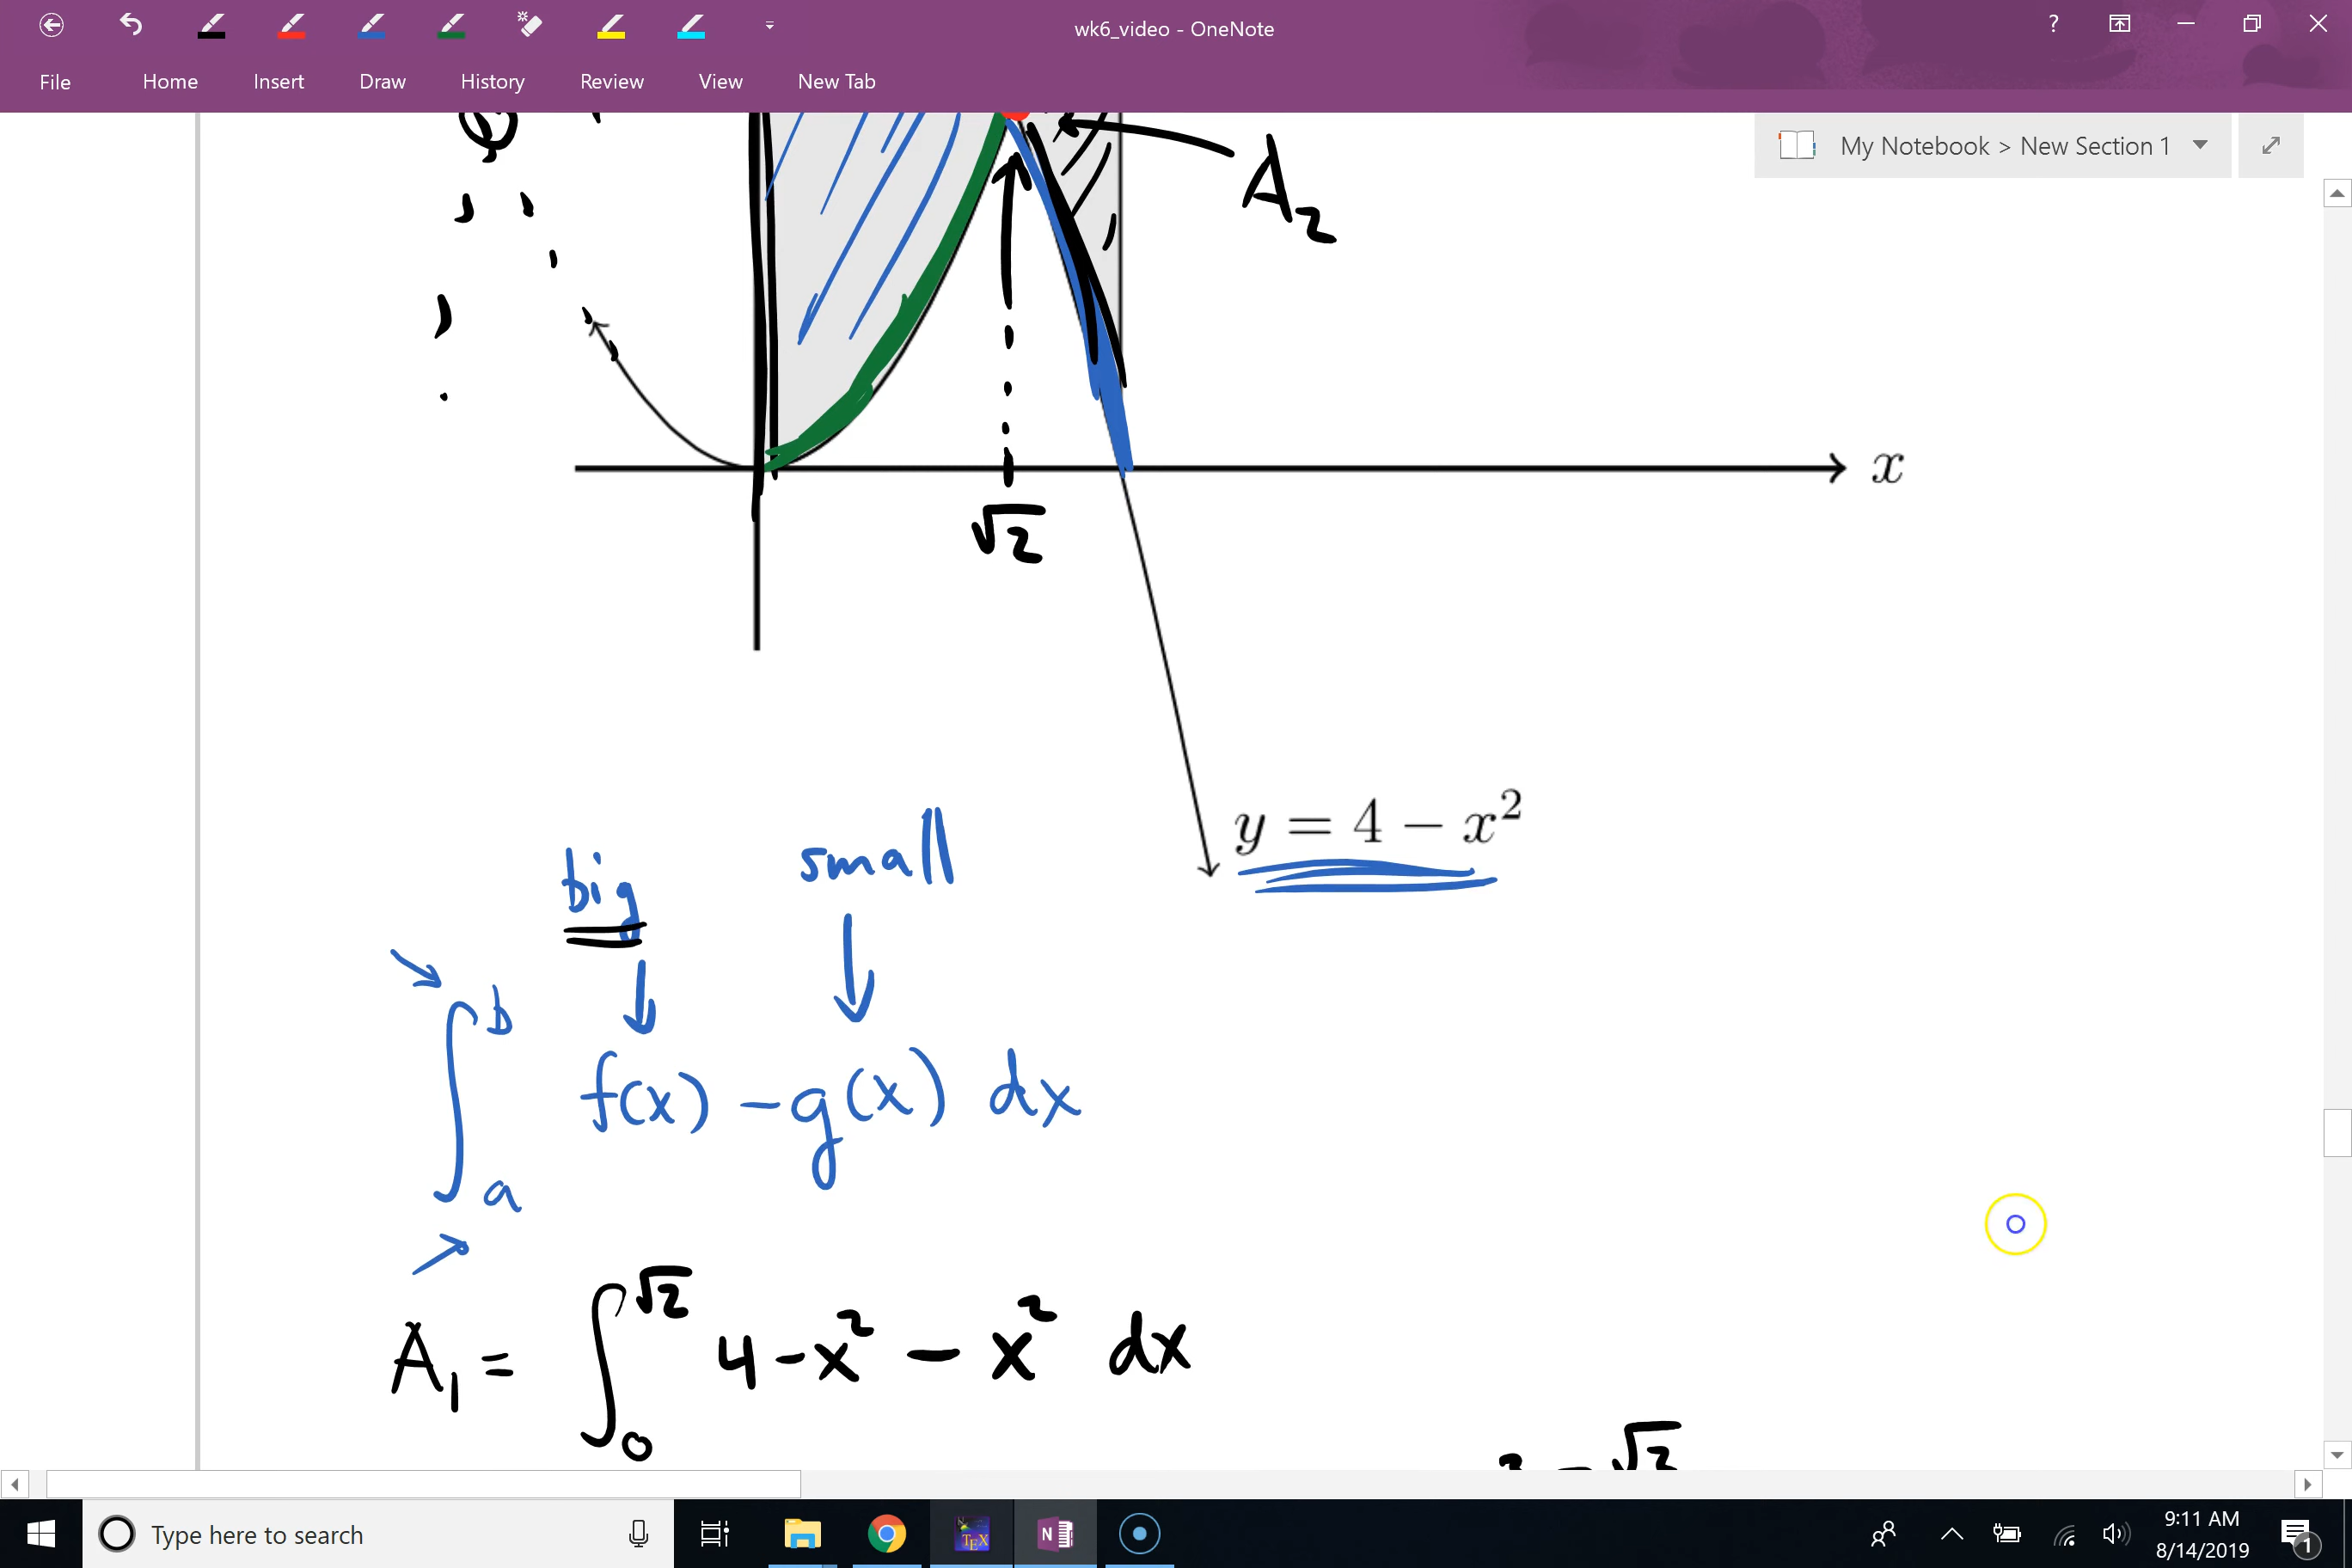 wk6_video - OneNote
File Home Insert Draw History Review View New Tab
My Notebook > New Section 1
A₂
x
√2
y = 4 − x²
big
small
∫ₐᵇ f(x) − g(x) dx
A₁ = ∫₀^√2 4 − x² − x² dx
√2
Type here to search
9:11 AM
8/14/2019
1